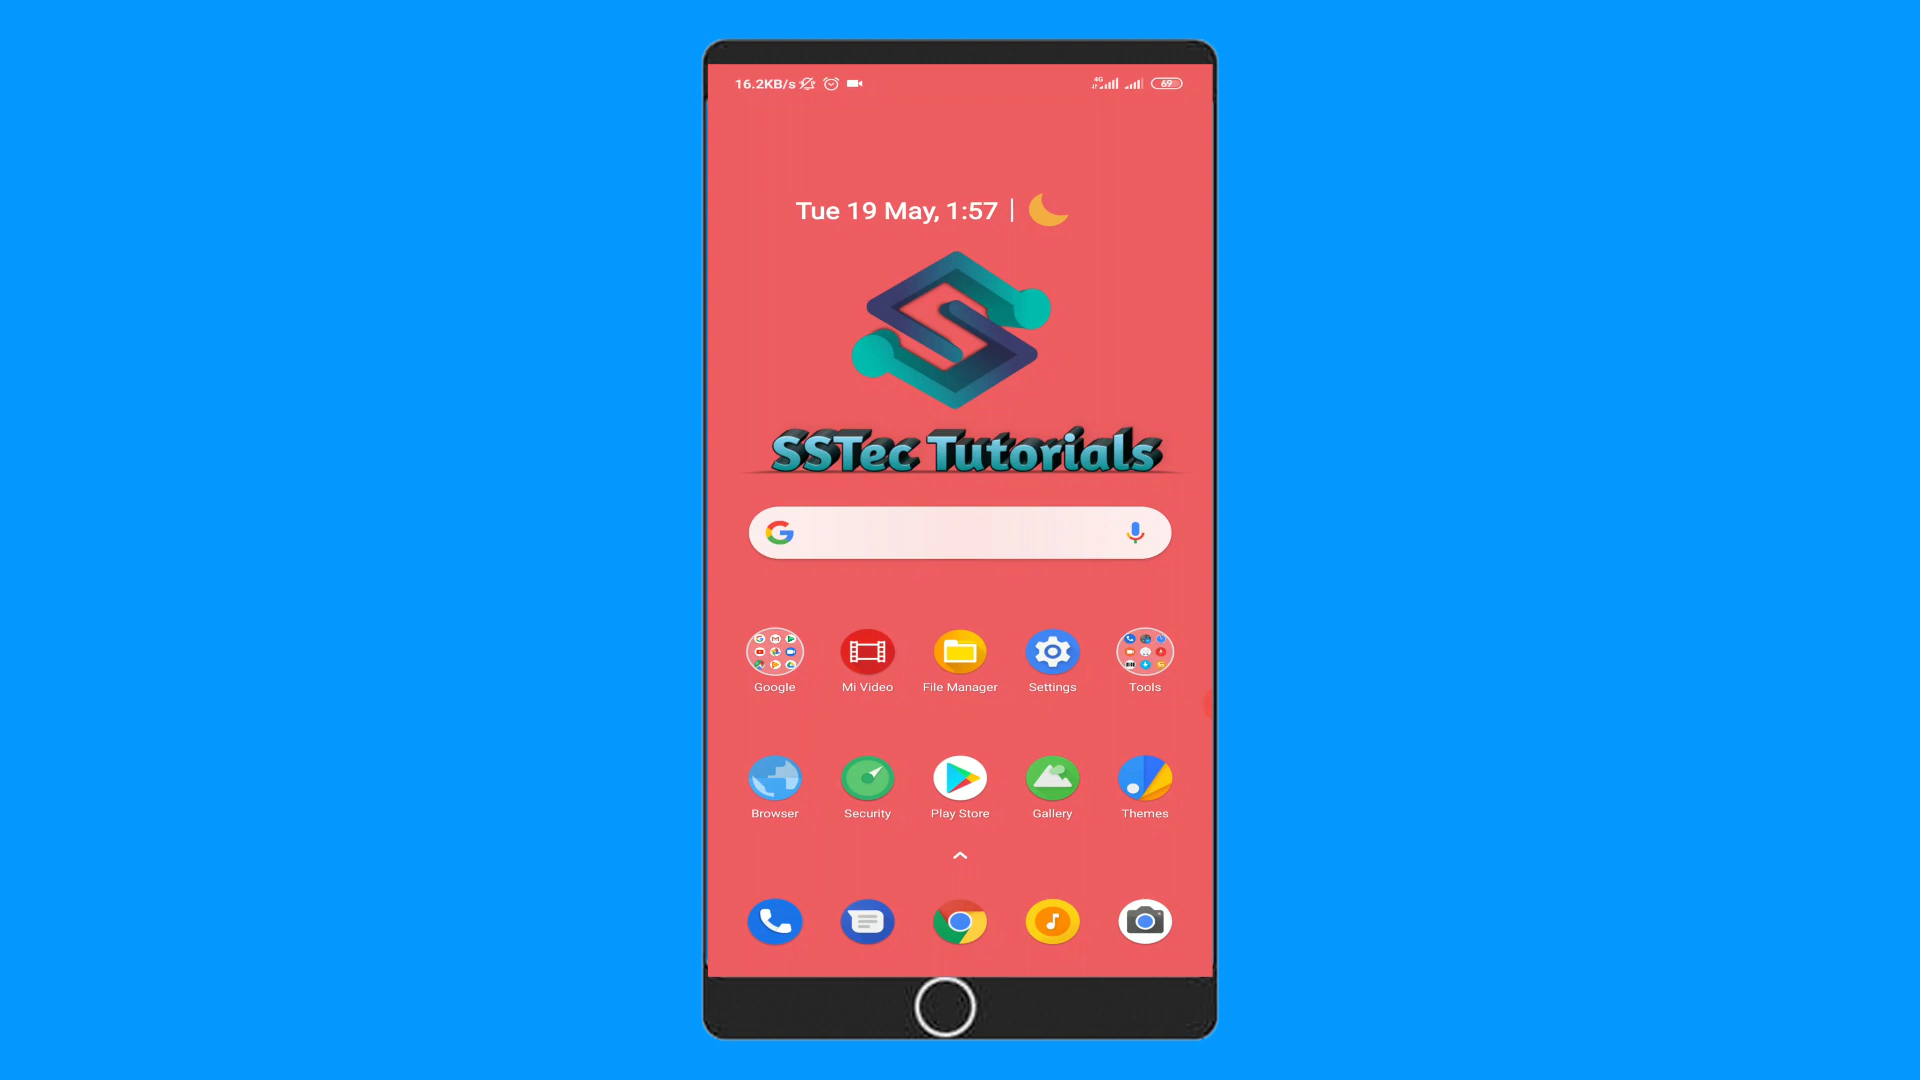 16.2KB/s 4G 69
Tue 19 May, 1:57
SSTec Tutorials
Google Mi Video File Manager Settings Tools
Browser Security Play Store Gallery Themes